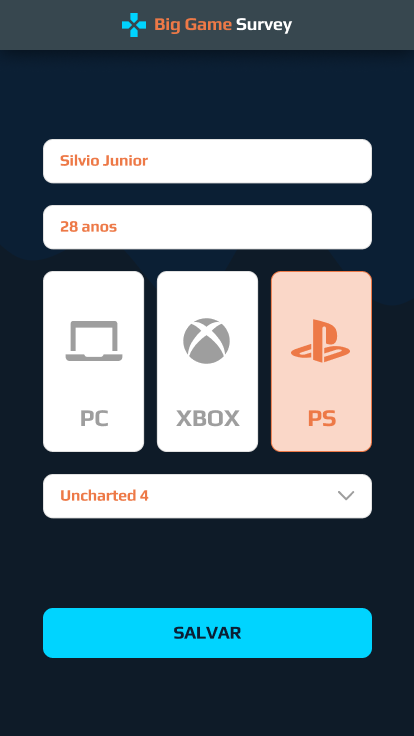 Big Game Survey
Silvio Junior
28 anos
PC XBOX PS
Uncharted 4
SALVAR